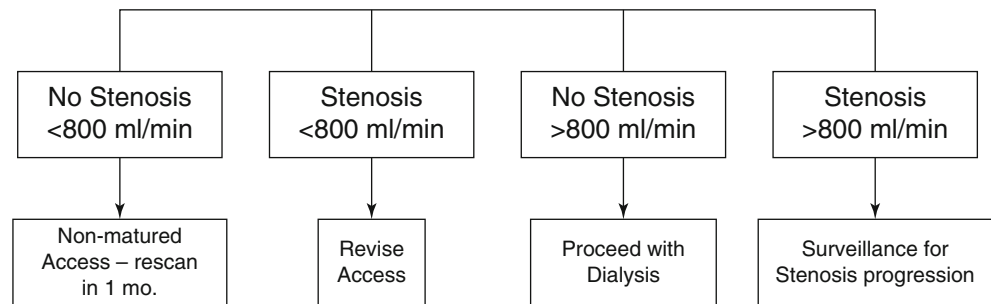 No Stenosis
<800 ml/min
Stenosis
<800 ml/min
No Stenosis
>800 ml/min
Stenosis
>800 ml/min
Non-matured
Access – rescan
in 1 mo.
Revise
Access
Proceed with
Dialysis
Surveillance for
Stenosis progression